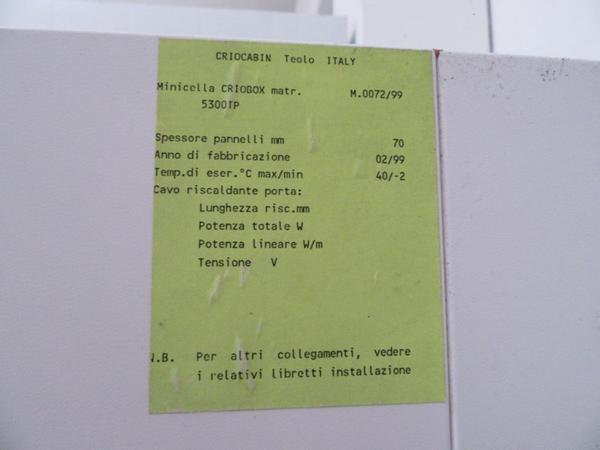 CRIOCABIN Teolo ITALY
Minicella CRIOBOX matr. M.0072/99
5300TP
Spessore pannelli mm 70
Anno di fabbricazione 02/99
Temp.di eser.°C max/min 40/-2
Cavo riscaldante porta:
Lunghezza risc.mm
Potenza totale W
Potenza lineare W/m
Tensione V
N.B. Per altri collegamenti, vedere
i relativi libretti installazione